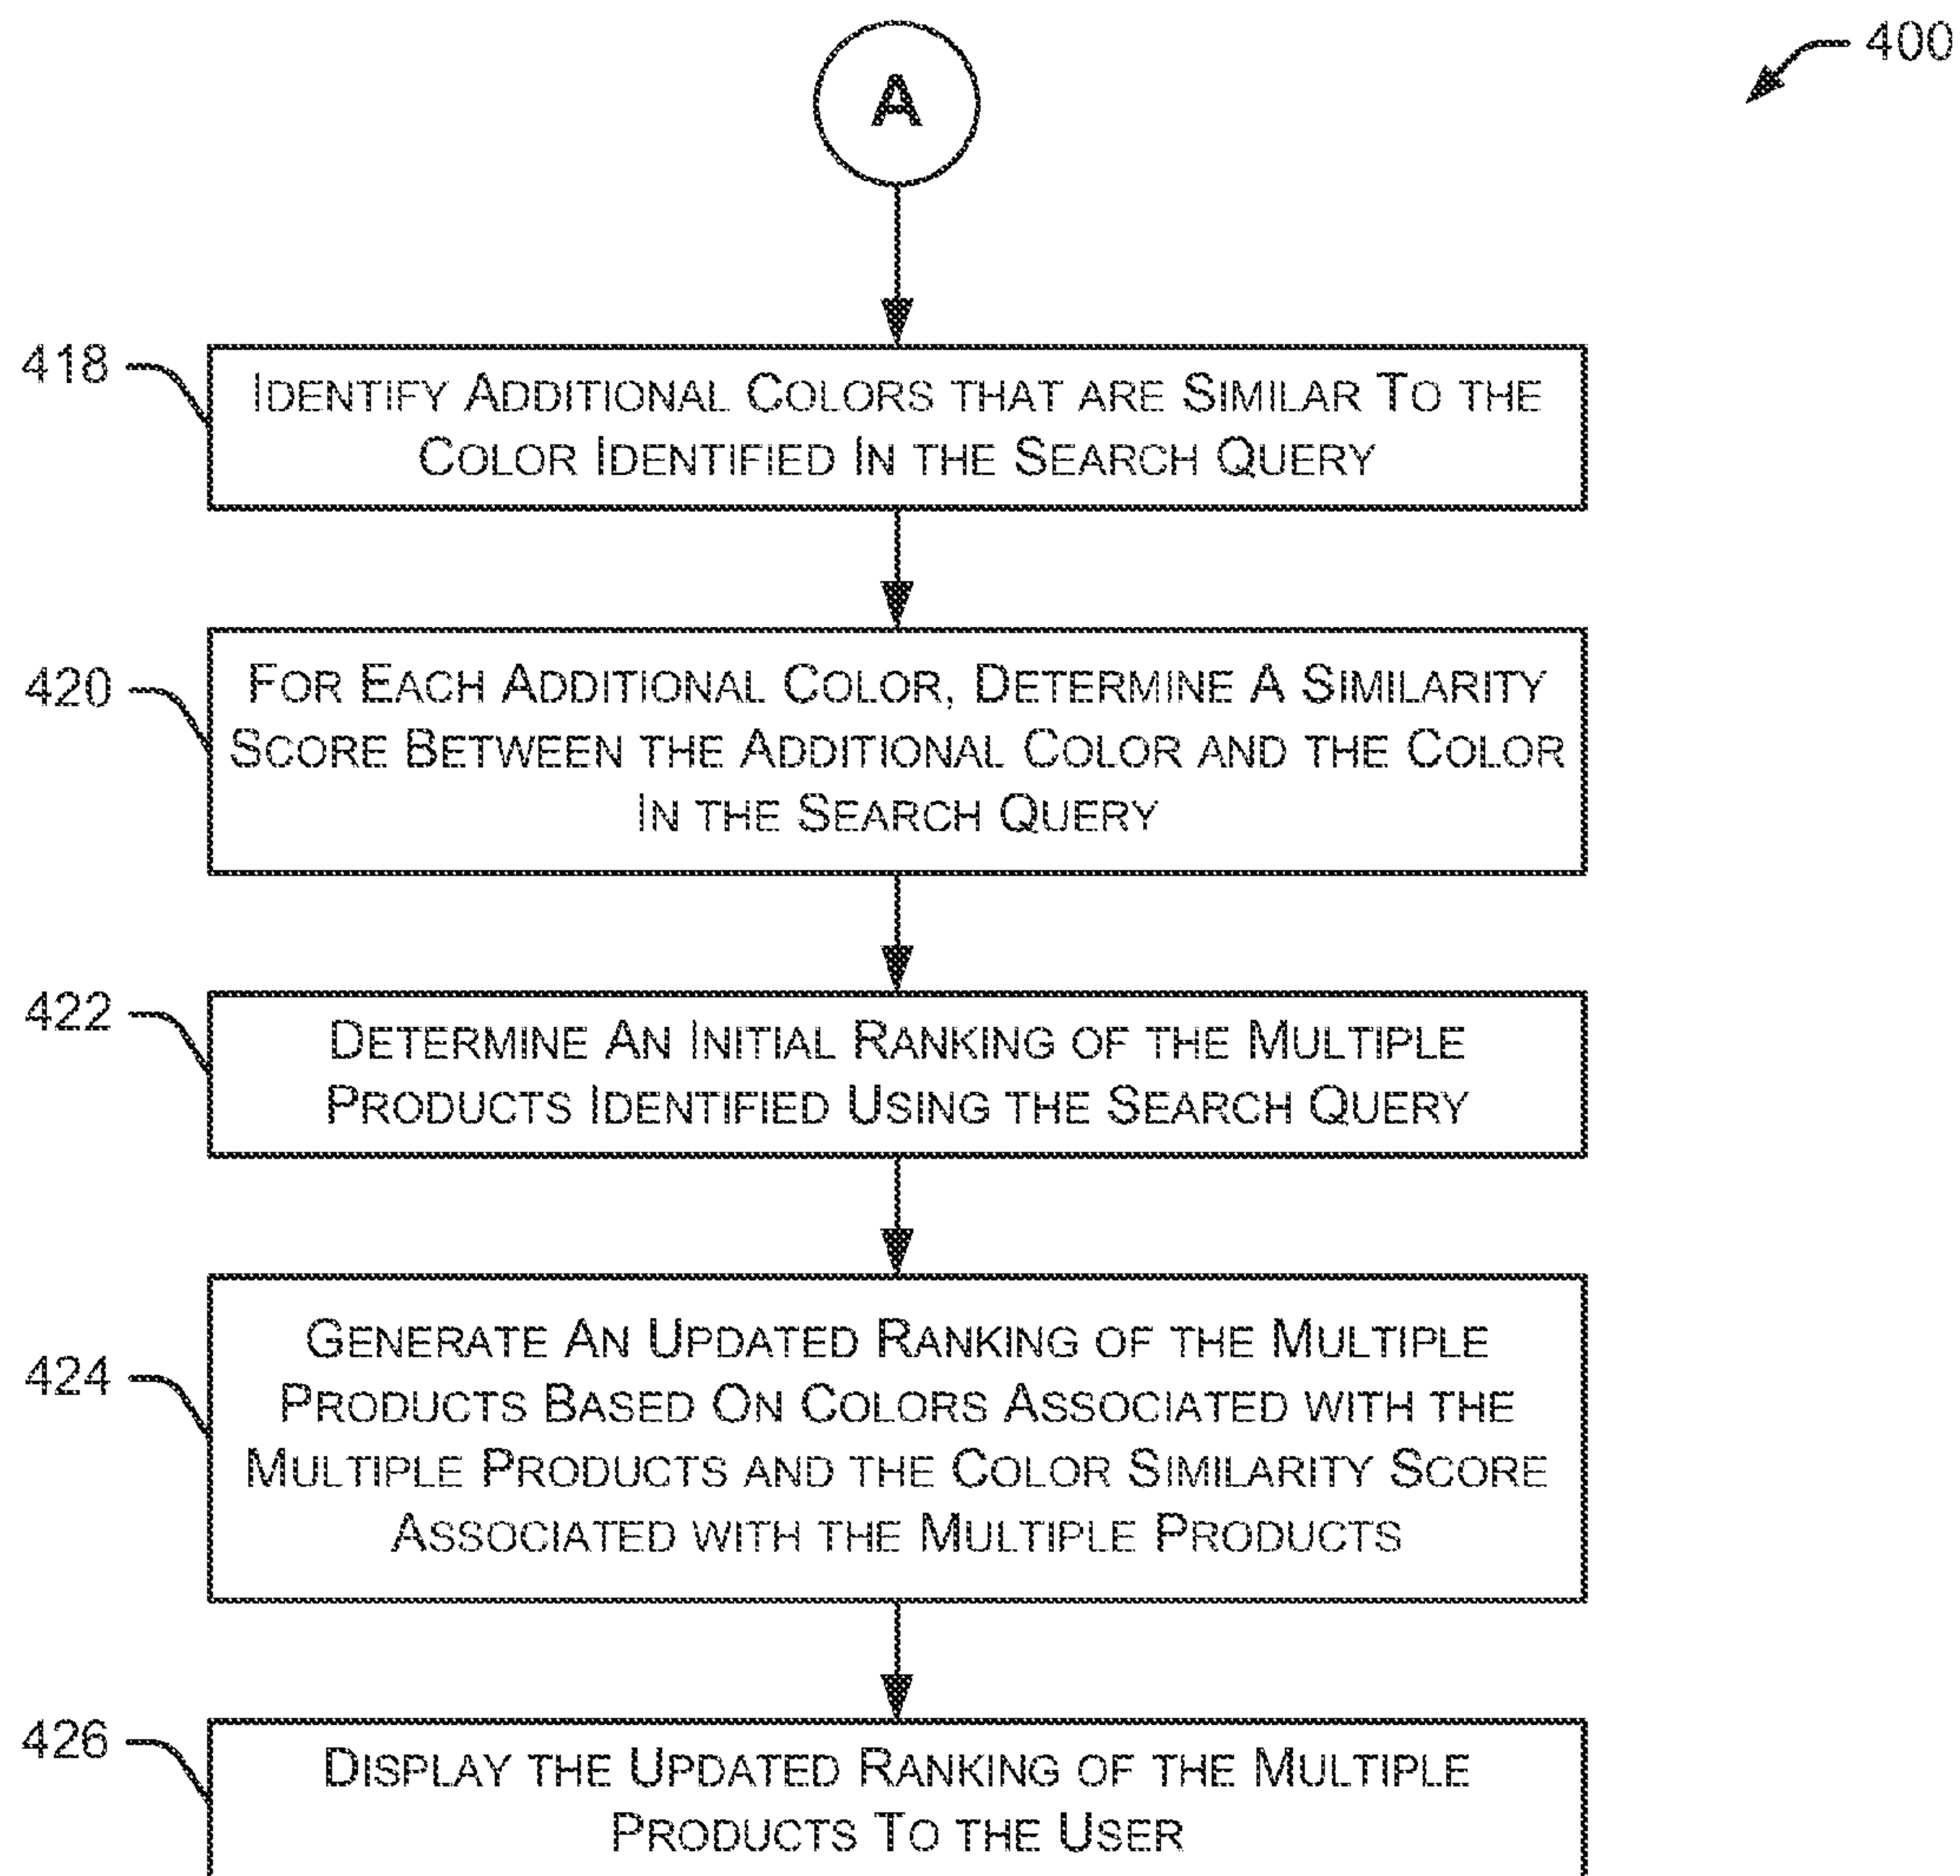 A
400
418
IDENTIFY ADDITIONAL COLORS THAT ARE SIMILAR TO THE
COLOR IDENTIFIED IN THE SEARCH QUERY
420
FOR EACH ADDITIONAL COLOR, DETERMINE A SIMILARITY
SCORE BETWEEN THE ADDITIONAL COLOR AND THE COLOR
IN THE SEARCH QUERY
422
DETERMINE AN INITIAL RANKING OF THE MULTIPLE
PRODUCTS IDENTIFIED USING THE SEARCH QUERY
424
GENERATE AN UPDATED RANKING OF THE MULTIPLE
PRODUCTS BASED ON COLORS ASSOCIATED WITH THE
MULTIPLE PRODUCTS AND THE COLOR SIMILARITY SCORE
ASSOCIATED WITH THE MULTIPLE PRODUCTS
426
DISPLAY THE UPDATED RANKING OF THE MULTIPLE
PRODUCTS TO THE USER